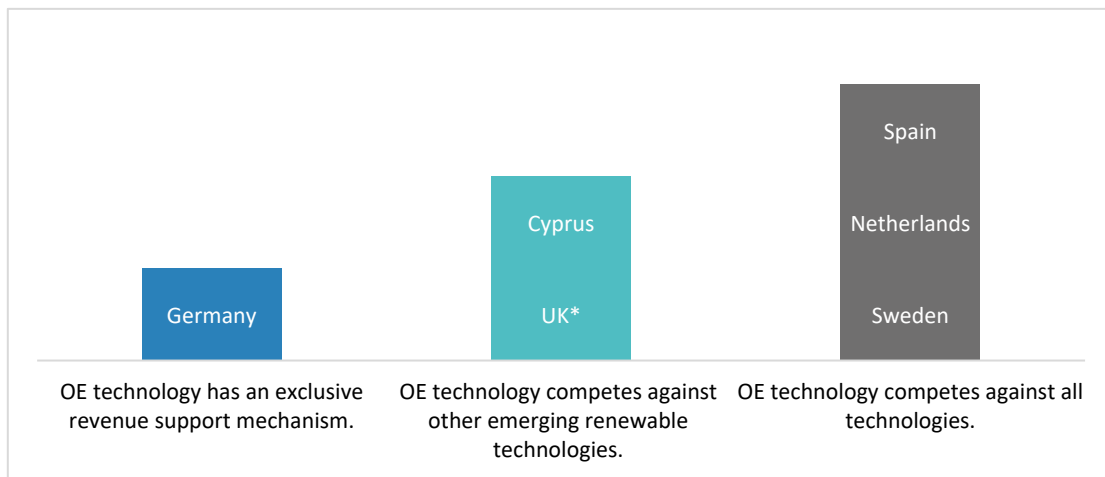 Spain
Cyprus
Netherlands
Germany
UK*
Sweden
OE technology has an exclusive
revenue support mechanism.
OE technology competes against
other emerging renewable
technologies.
OE technology competes against all
technologies.